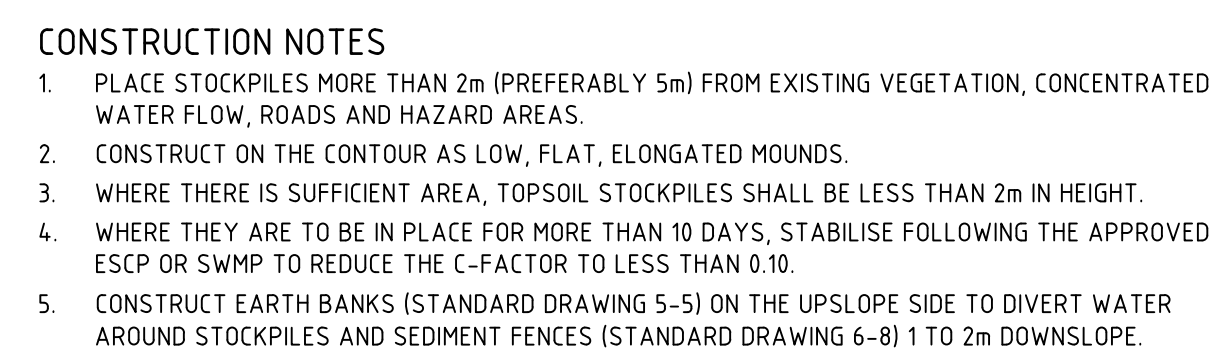 CONSTRUCTION NOTES
1. PLACE STOCKPILES MORE THAN 2m (PREFERABLY 5m) FROM EXISTING VEGETATION, CONCENTRATED
WATER FLOW, ROADS AND HAZARD AREAS.
2. CONSTRUCT ON THE CONTOUR AS LOW, FLAT, ELONGATED MOUNDS.
3. WHERE THERE IS SUFFICIENT AREA, TOPSOIL STOCKPILES SHALL BE LESS THAN 2m IN HEIGHT.
4. WHERE THEY ARE TO BE IN PLACE FOR MORE THAN 10 DAYS, STABILISE FOLLOWING THE APPROVED
ESCP OR SWMP TO REDUCE THE C-FACTOR TO LESS THAN 0.10.
5. CONSTRUCT EARTH BANKS (STANDARD DRAWING 5-5) ON THE UPSLOPE SIDE TO DIVERT WATER
AROUND STOCKPILES AND SEDIMENT FENCES (STANDARD DRAWING 6-8) 1 TO 2m DOWNSLOPE.